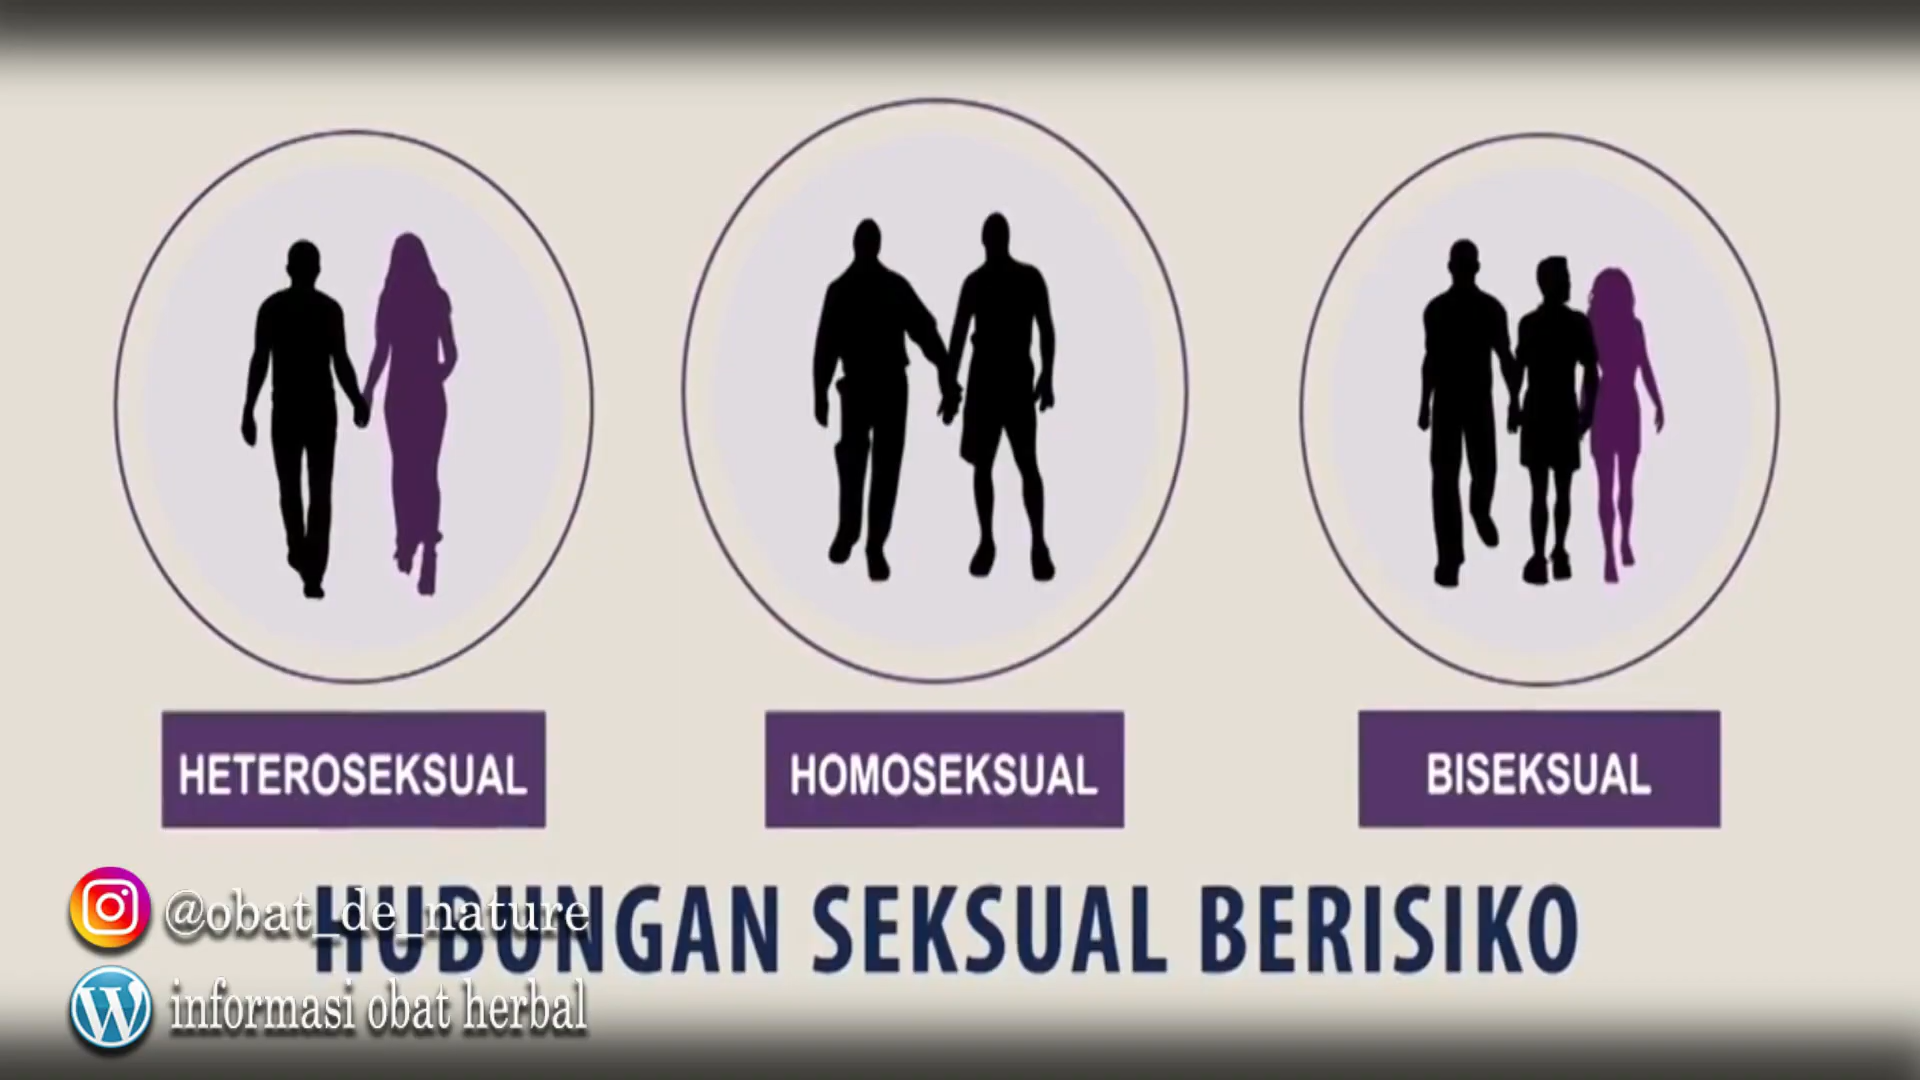 HETEROSEKSUAL
HOMOSEKSUAL
BISEKSUAL
HUBUNGAN SEKSUAL BERISIKO
@obat_de_nature
informasi obat herbal